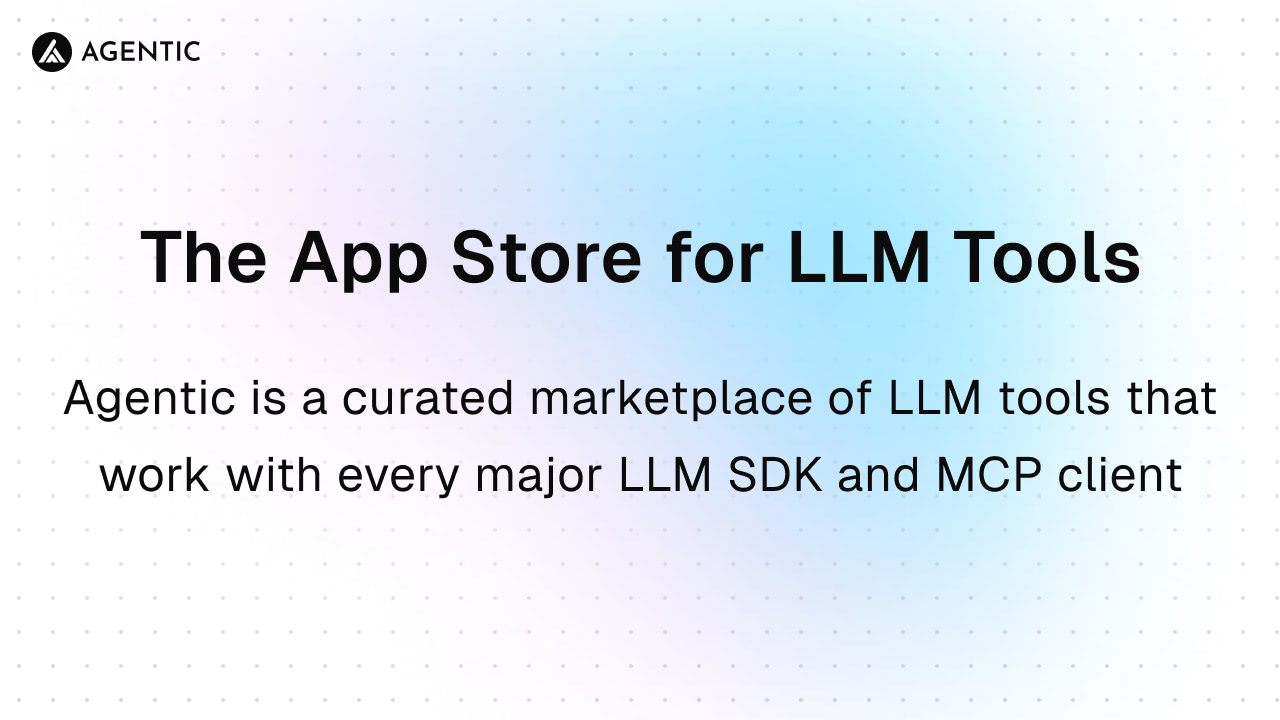 AGENTIC
The App Store for LLM Tools
Agentic is a curated marketplace of LLM tools that
work with every major LLM SDK and MCP client